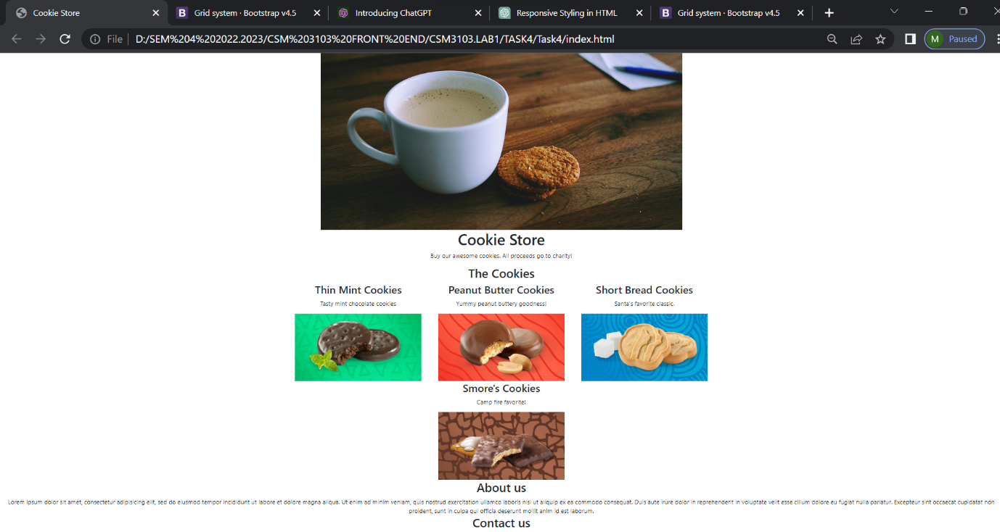 Cookie Store
Grid system · Bootstrap v4.5
Introducing ChatGPT
Responsive Styling in HTML
Grid system · Bootstrap v4.5
File
D:/SEM%204%202022.2023/CSM%203103%20FRONT%20END/CSM3103.LAB1/TASK4/Task4/index.html
M Paused
Cookie Store
Buy our awesome cookies. All proceeds go to charity!
The Cookies
Thin Mint Cookies
Tasty mint chocolate cookies
Peanut Butter Cookies
Yummy peanut buttery goodness!
Short Bread Cookies
Santa's favorite classic.
Smore's Cookies
Camp fire favorite!
About us
Lorem ipsum dolor sit amet, consectetur adipisicing elit, sed do eiusmod tempor incididunt ut labore et dolore magna aliqua. Ut enim ad minim veniam, quis nostrud exercitation ullamco laboris nisi ut aliquip ex ea commodo consequat. Duis aute irure dolor in reprehenderit in voluptate velit esse cillum dolore eu fugiat nulla pariatur. Excepteur sint occaecat cupidatat non
proident, sunt in culpa qui officia deserunt mollit anim id est laborum.
Contact us